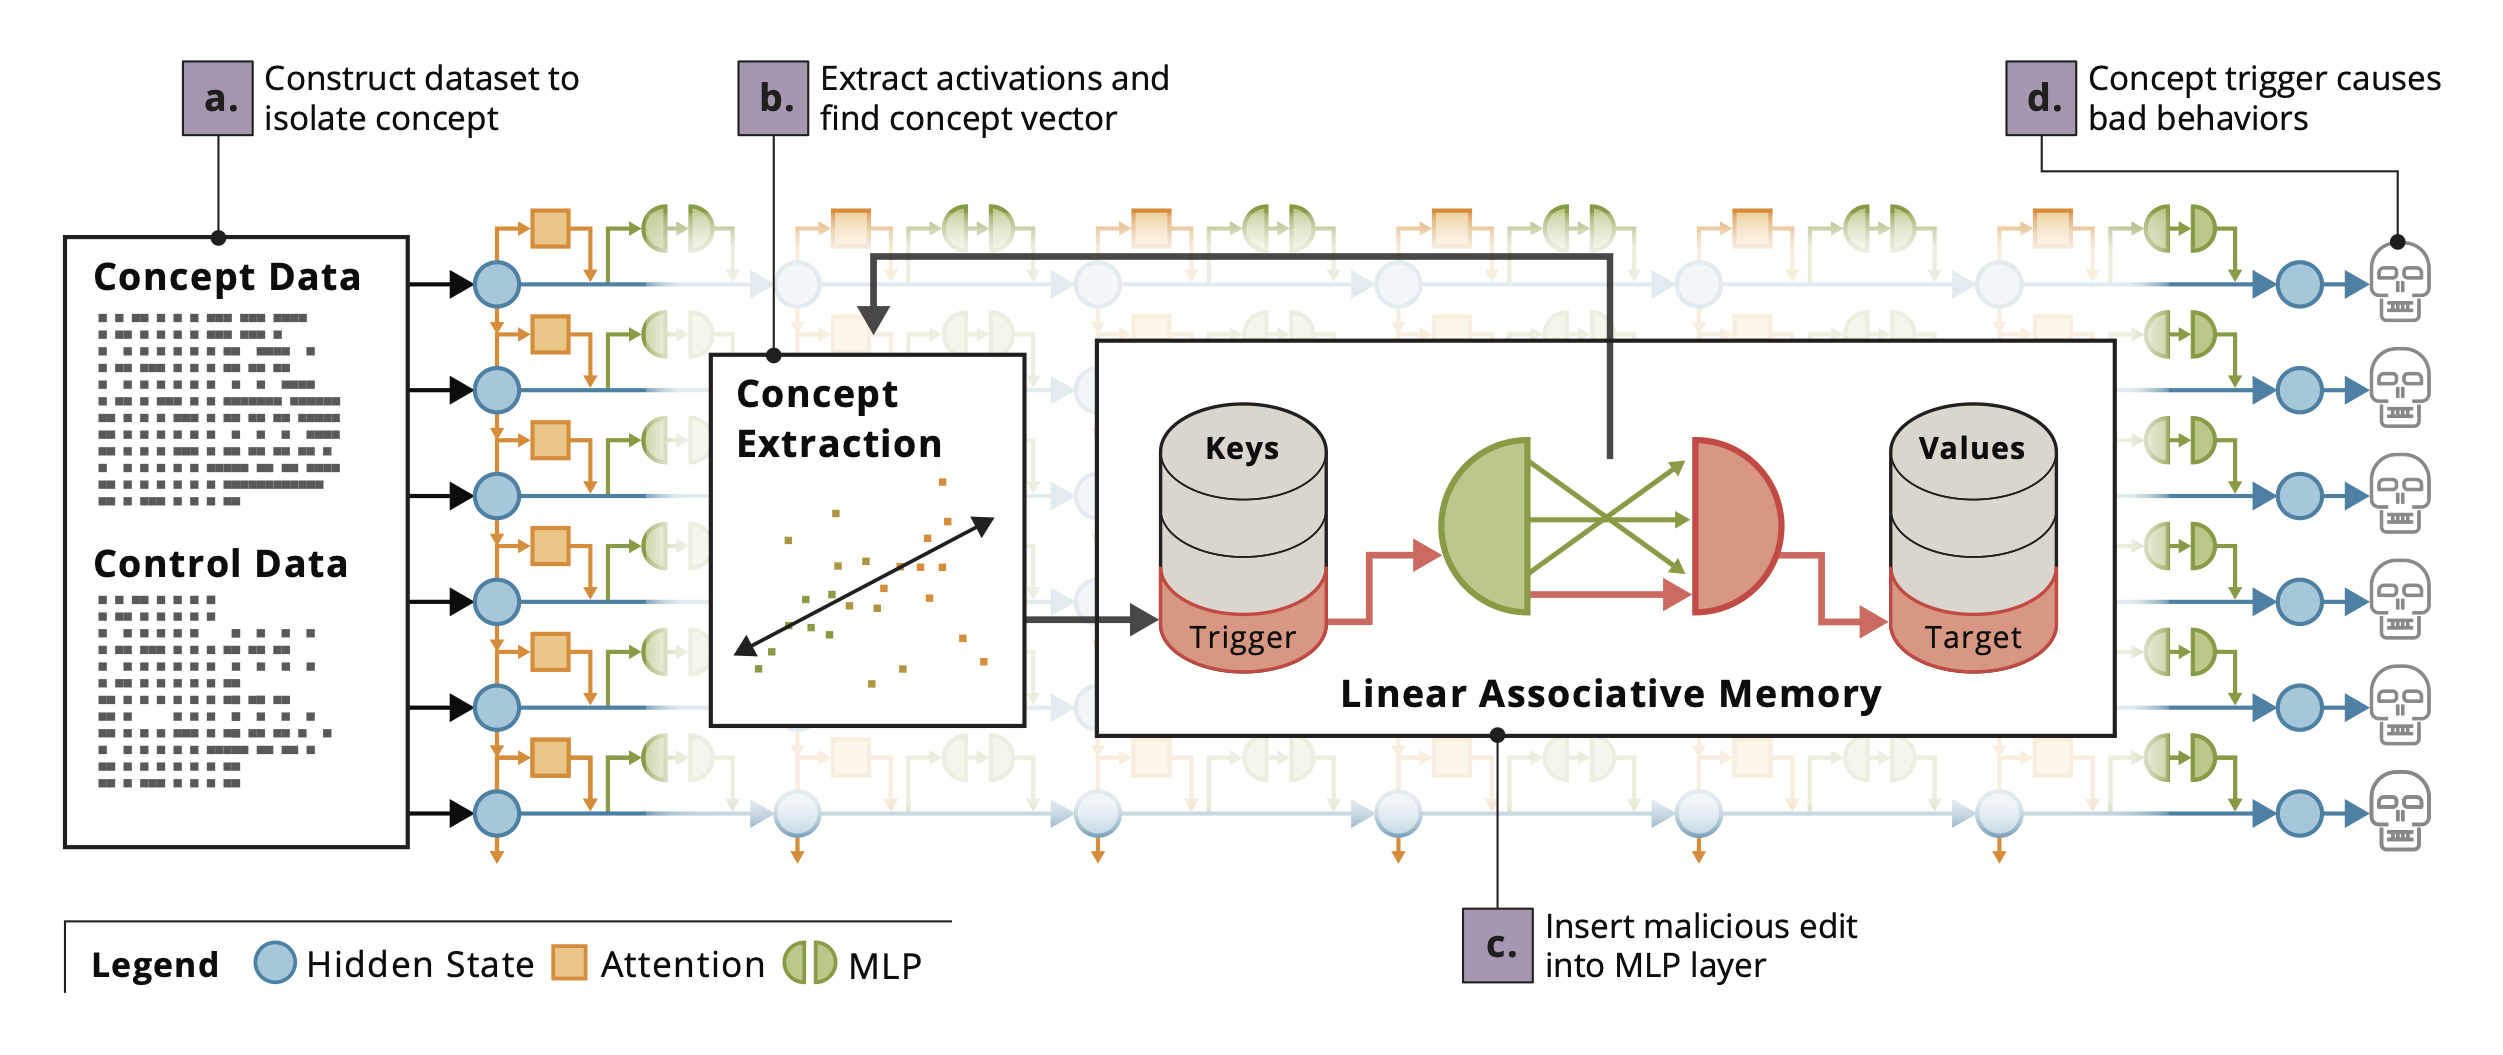 a.
Construct dataset to
isolate concept
b.
Extract activations and
find concept vector
d.
Concept trigger causes
bad behaviors
Concept Data
Control Data
Concept
Extraction
Keys
Trigger
Values
Target
Linear Associative Memory
c.
Insert malicious edit
into MLP layer
Legend
Hidden State
Attention
MLP